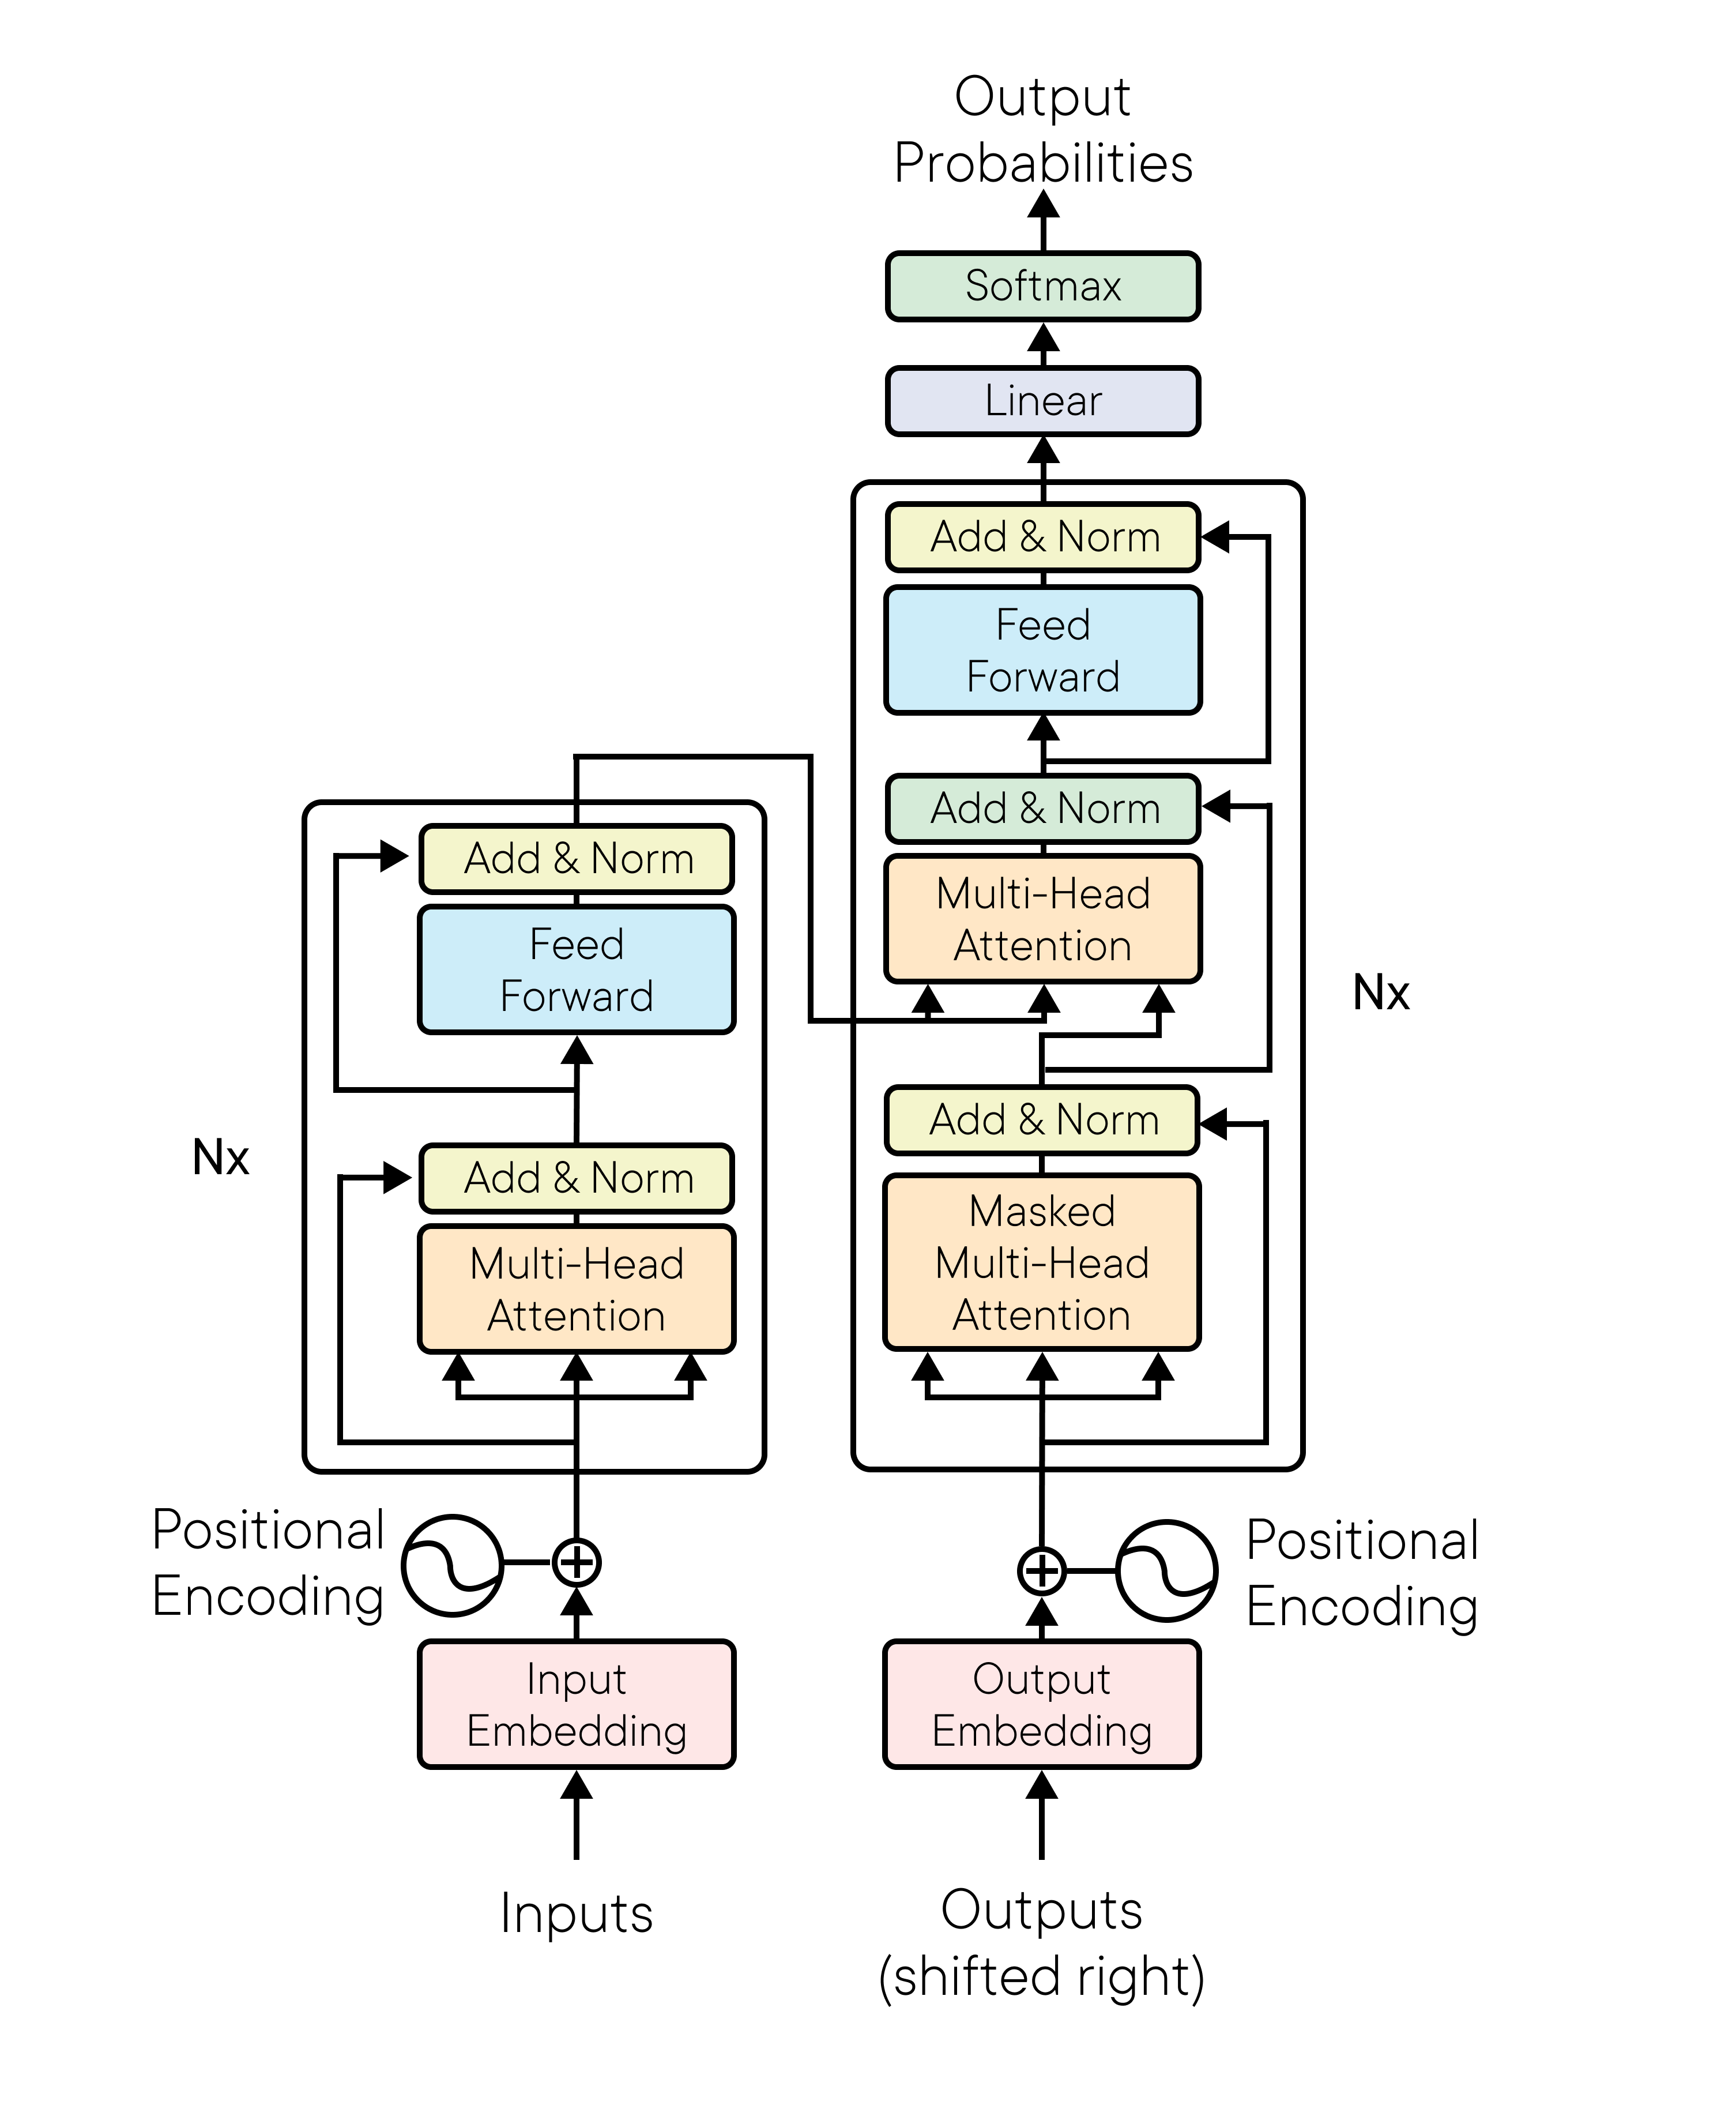 Output
Probabilities
Softmax
Linear
Add & Norm
Feed
Forward
Add & Norm
Multi-Head
Attention
Nx
Add & Norm
Masked
Multi-Head
Attention
Add & Norm
Feed
Forward
Nx
Add & Norm
Multi-Head
Attention
Positional
Encoding
Positional
Encoding
Input
Embedding
Output
Embedding
Inputs
Outputs
(shifted right)